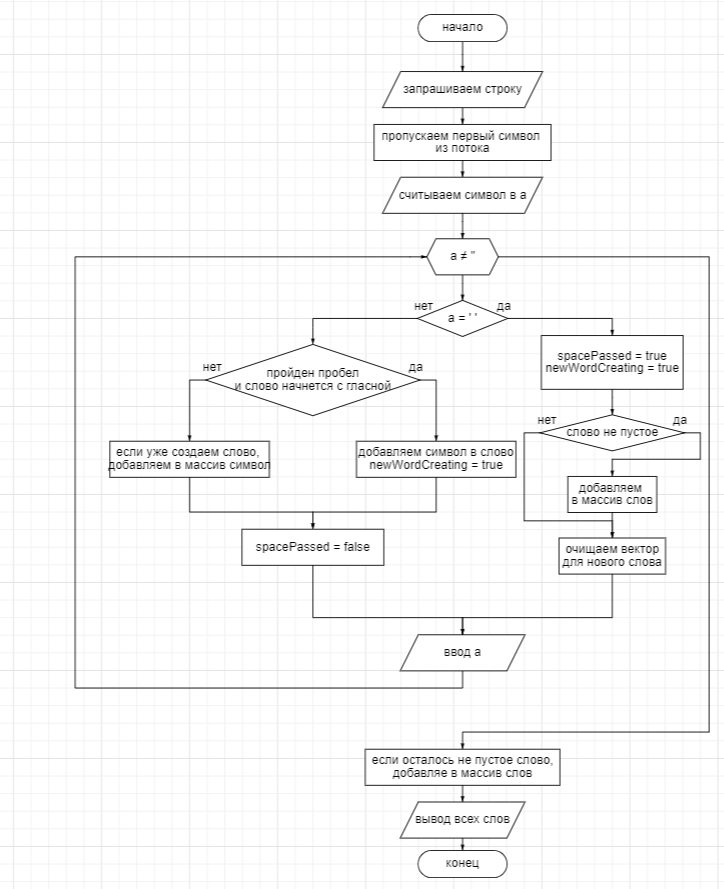 начало
запрашиваем строку
пропускаем первый символ
из потока
считываем символ в a
a ≠ "
нет
a = ' '
да
spacePassed = true
newWordCreating = true
нет
пройден пробел
и слово начнется с гласной
да
нет
слово не пустое
да
если уже создаем слово,
добавляем в массив символ
добавляем символ в слово
newWordCreating = true
добавляем
в массив слов
spacePassed = false
очищаем вектор
для нового слова
ввод a
если осталось не пустое слово,
добавляе в массив слов
вывод всех слов
конец